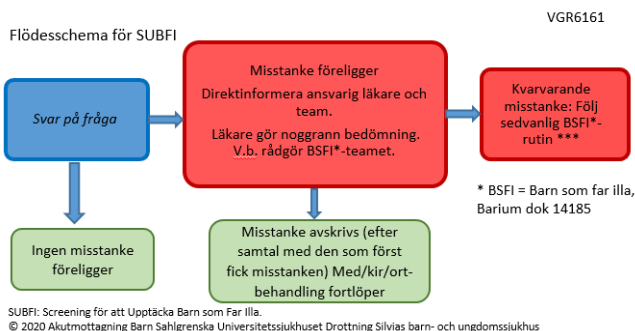 VGR6161
Flödesschema för SUBFI
Svar på fråga
Misstanke föreligger
Direktinformera ansvarig läkare och
team.
Läkare gör noggrann bedömning.
V.b. rådgör BSFI*-teamet.
Kvarvarande
misstanke: Följ
sedvanlig BSFI*-
rutin ***
* BSFI = Barn som far illa,
Barium dok 14185
Ingen misstanke
föreligger
Misstanke avskrivs (efter
samtal med den som först
fick misstanken) Med/kir/ort-
behandling fortlöper
SUBFI: Screening för att Upptäcka Barn som Far Illa.
© 2020 Akutmottagning Barn Sahlgrenska Universitetssjukhuset Drottning Silvias barn- och ungdomssjukhus